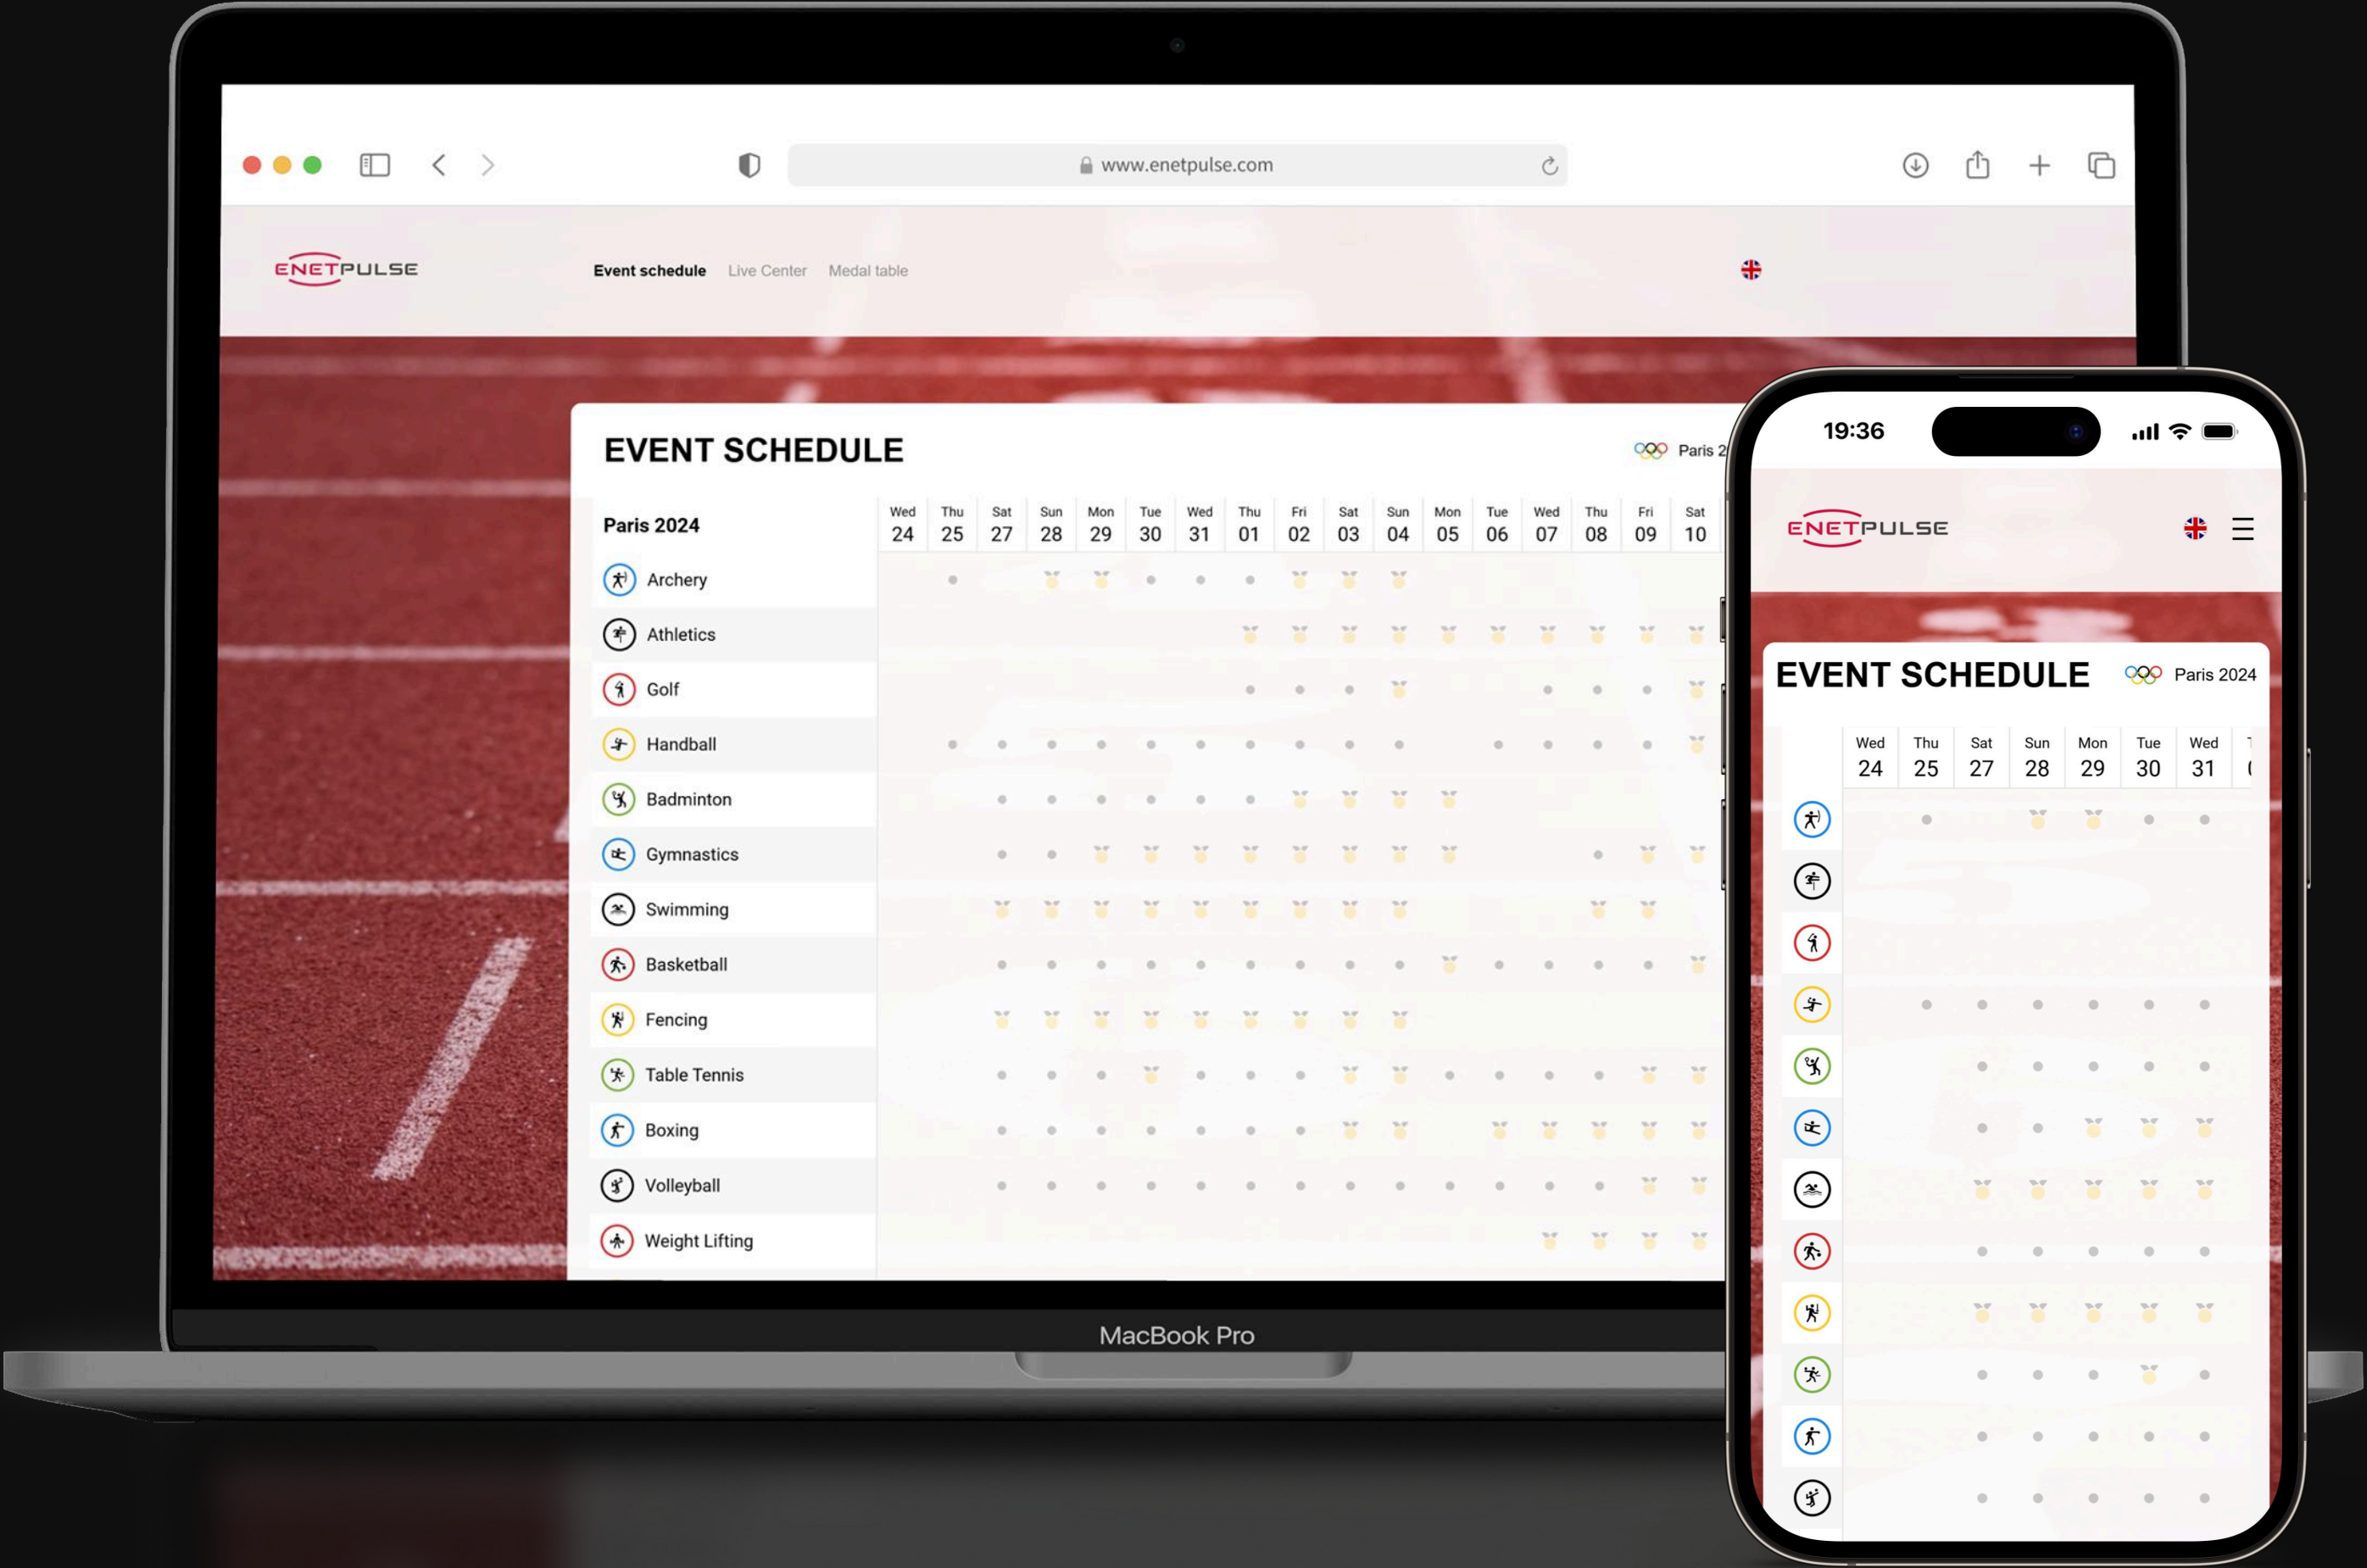 www.enetpulse.com
ENETPULSE
Event schedule Live Center Medal table
EVENT SCHEDULE
Paris 2
Paris 2024
Wed Thu Sat Sun Mon Tue Wed Thu Fri Sat Sun Mon Tue Wed Thu Fri Sat
24 25 27 28 29 30 31 01 02 03 04 05 06 07 08 09 10
Archery
Athletics
Golf
Handball
Badminton
Gymnastics
Swimming
Basketball
Fencing
Table Tennis
Boxing
Volleyball
Weight Lifting
MacBook Pro
19:36
ENETPULSE
EVENT SCHEDULE
Paris 2024
Wed Thu Sat Sun Mon Tue Wed
24 25 27 28 29 30 31